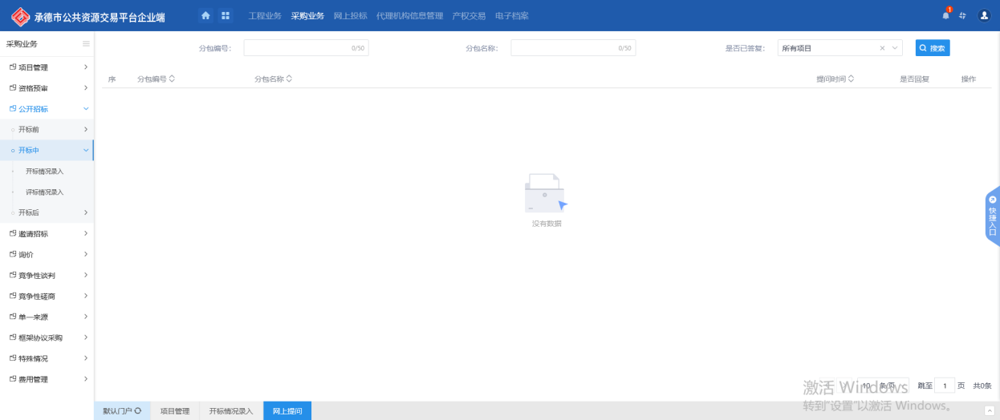 承德市公共资源交易平台企业端
工程业务 采购业务 网上投标 代理机构信息管理 产权交易 电子档案
1
采购业务
项目管理
资格预审
公开招标
开标前
开标中
开标情况录入
评标情况录入
开标后
邀请招标
询价
竞争性谈判
竞争性磋商
单一来源
框架协议采购
特殊情况
费用管理
分包编号： 0/50 分包名称： 0/50 是否已答复： 所有项目 搜索
序 分包编号 分包名称 提问时间 是否回复 操作
没有数据
快捷入口
10 条/页 跳至 1 页 共0条
激活 Windows
转到"设置"以激活 Windows。
默认门户 项目管理 开标情况录入 网上提问